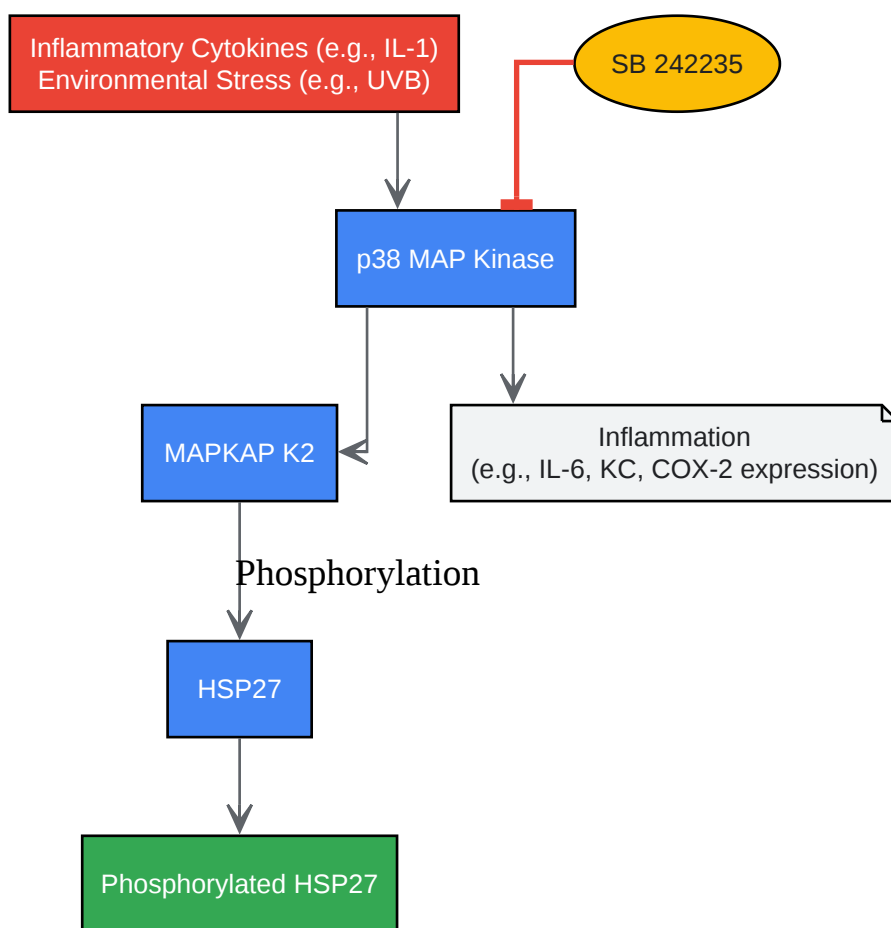 Inflammatory Cytokines (e.g., IL-1)
Environmental Stress (e.g., UVB)
SB 242235
p38 MAP Kinase
MAPKAP K2
Inflammation
(e.g., IL-6, KC, COX-2 expression)
Phosphorylation
HSP27
Phosphorylated HSP27